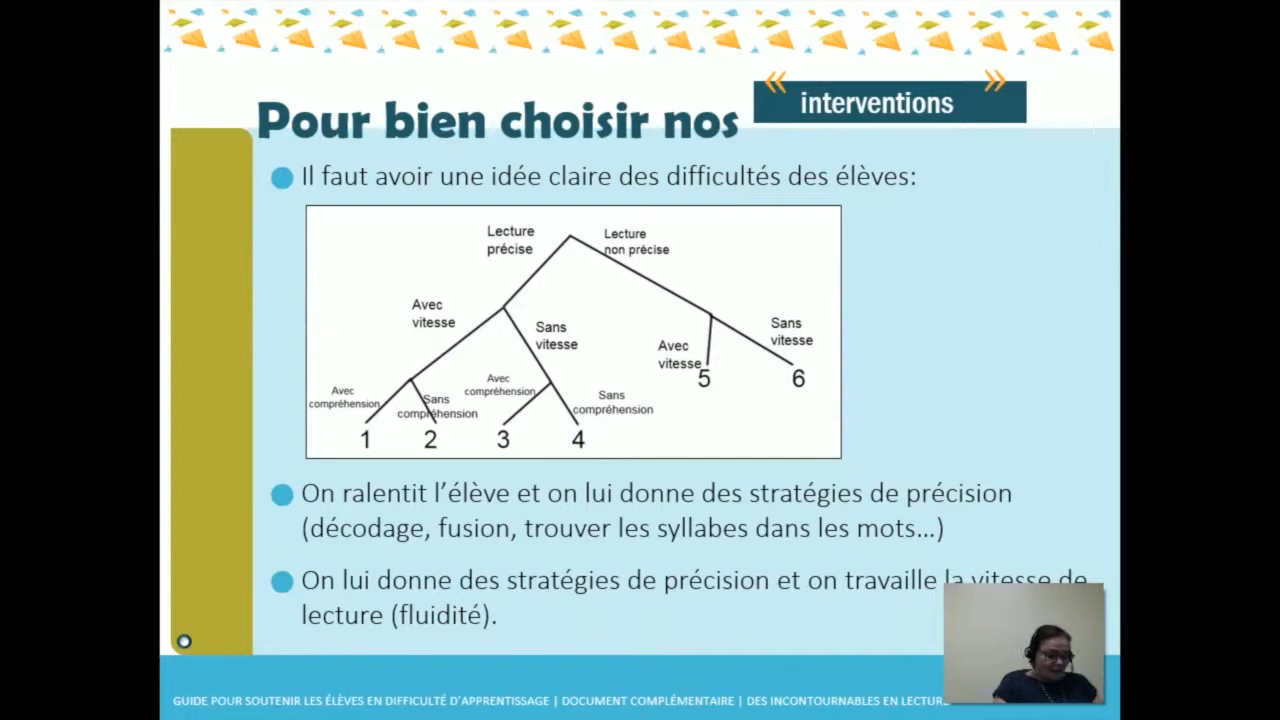 Pour bien choisir nos
« interventions »
Il faut avoir une idée claire des difficultés des élèves:
Lecture
précise
Lecture
non précise
Avec
vitesse
Sans
vitesse
Avec
vitesse
Sans
vitesse
Avec
compréhension
Sans
compréhension
Avec
compréhension
Sans
compréhension
1
2
3
4
5
6
On ralentit l’élève et on lui donne des stratégies de précision
(décodage, fusion, trouver les syllabes dans les mots…)
On lui donne des stratégies de précision et on travaille la vitesse de
lecture (fluidité).
GUIDE POUR SOUTENIR LES ÉLÈVES EN DIFFICULTÉ D’APPRENTISSAGE | DOCUMENT COMPLÉMENTAIRE | DES INCONTOURNABLES EN LECTURE